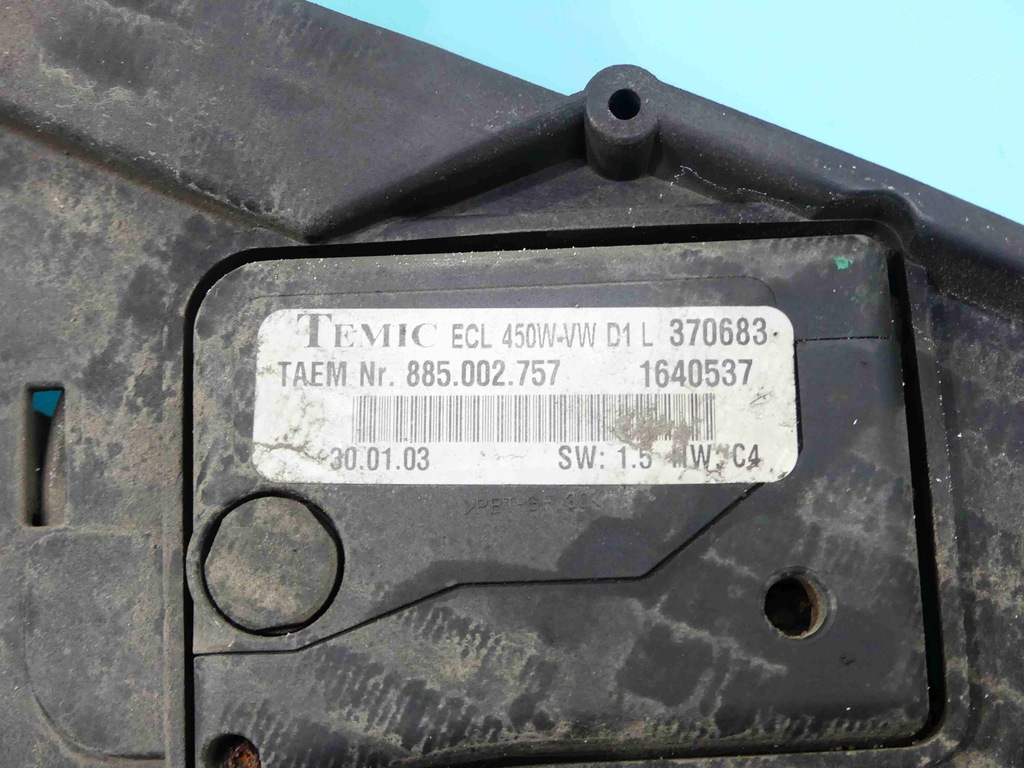 TEMIC ECL 450W-VW D1 L 370683
TAEM Nr. 885.002.757 1640537
30.01.03 SW: 1.5 HW C4